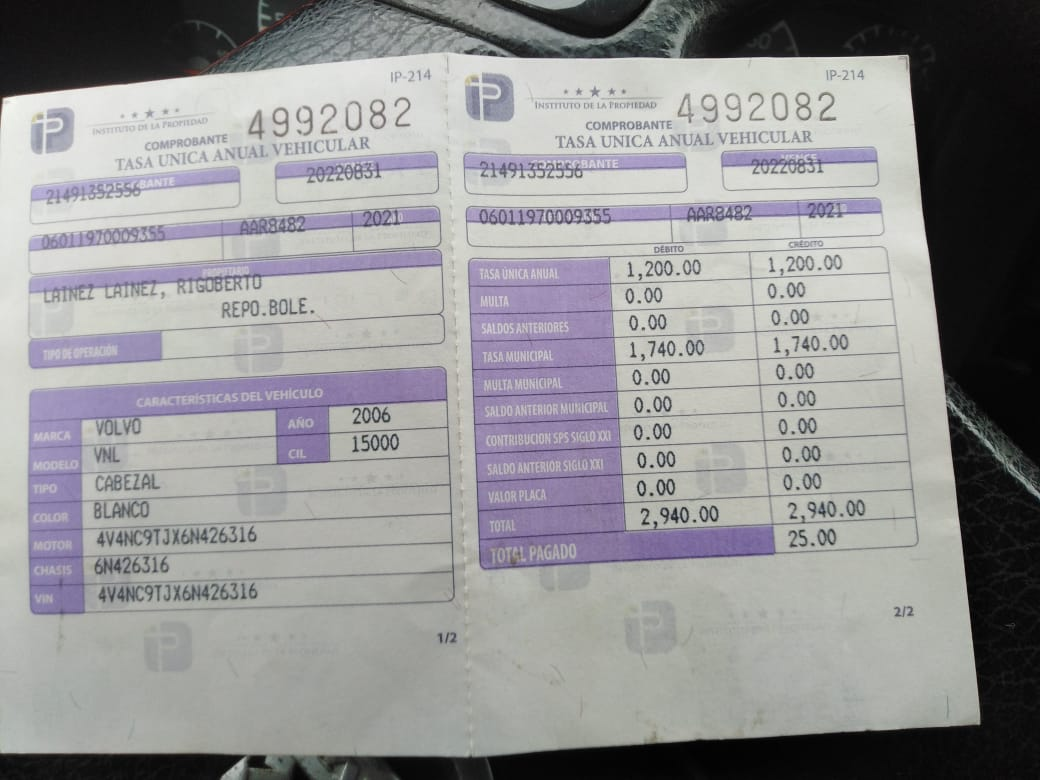 IP-214
iP
INSTITUTO DE LA PROPIEDAD
4992082
COMPROBANTE
TASA UNICA ANUAL VEHICULAR
21491352556
20220831
06011970009355 AAR8482 2021
PROPIETARIO
LAINEZ LAINEZ, RIGOBERTO
REPO.BOLE.
TIPO DE OPERACIÓN
CARACTERÍSTICAS DEL VEHÍCULO
MARCA VOLVO AÑO 2006
MODELO VNL CIL 15000
TIPO CABEZAL
COLOR BLANCO
MOTOR 4V4NC9TJX6N426316
CHASIS 6N426316
VIN 4V4NC9TJX6N426316
1/2
IP-214
iP
INSTITUTO DE LA PROPIEDAD
4992082
COMPROBANTE
TASA UNICA ANUAL VEHICULAR
COMPROBANTE
21491352556
20220831
06011970009355 AAR8482 2021
DÉBITO CRÉDITO
TASA ÚNICA ANUAL 1,200.00 1,200.00
MULTA 0.00 0.00
SALDOS ANTERIORES 0.00 0.00
TASA MUNICIPAL 1,740.00 1,740.00
MULTA MUNICIPAL 0.00 0.00
SALDO ANTERIOR MUNICIPAL 0.00 0.00
CONTRIBUCION SPS SIGLO XXI 0.00 0.00
SALDO ANTERIOR SIGLO XXI 0.00 0.00
VALOR PLACA 0.00 0.00
TOTAL 2,940.00 2,940.00
TOTAL PAGADO 25.00
2/2